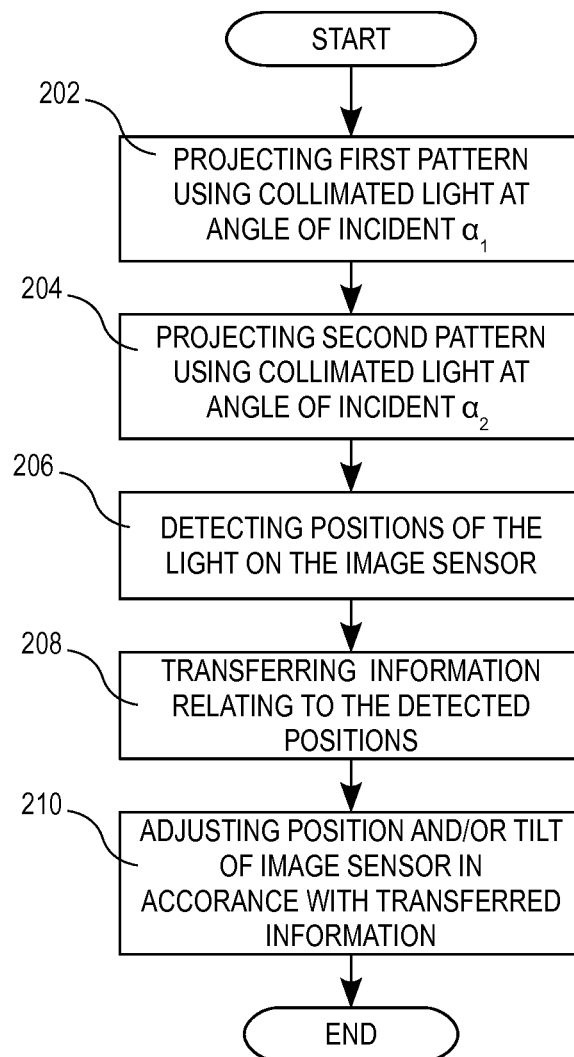 START
202
PROJECTING FIRST PATTERN
USING COLLIMATED LIGHT AT
ANGLE OF INCIDENT α₁
204
PROJECTING SECOND PATTERN
USING COLLIMATED LIGHT AT
ANGLE OF INCIDENT α₂
206
DETECTING POSITIONS OF THE
LIGHT ON THE IMAGE SENSOR
208
TRANSFERRING INFORMATION
RELATING TO THE DETECTED
POSITIONS
210
ADJUSTING POSITION AND/OR TILT
OF IMAGE SENSOR IN
ACCORANCE WITH TRANSFERRED
INFORMATION
END